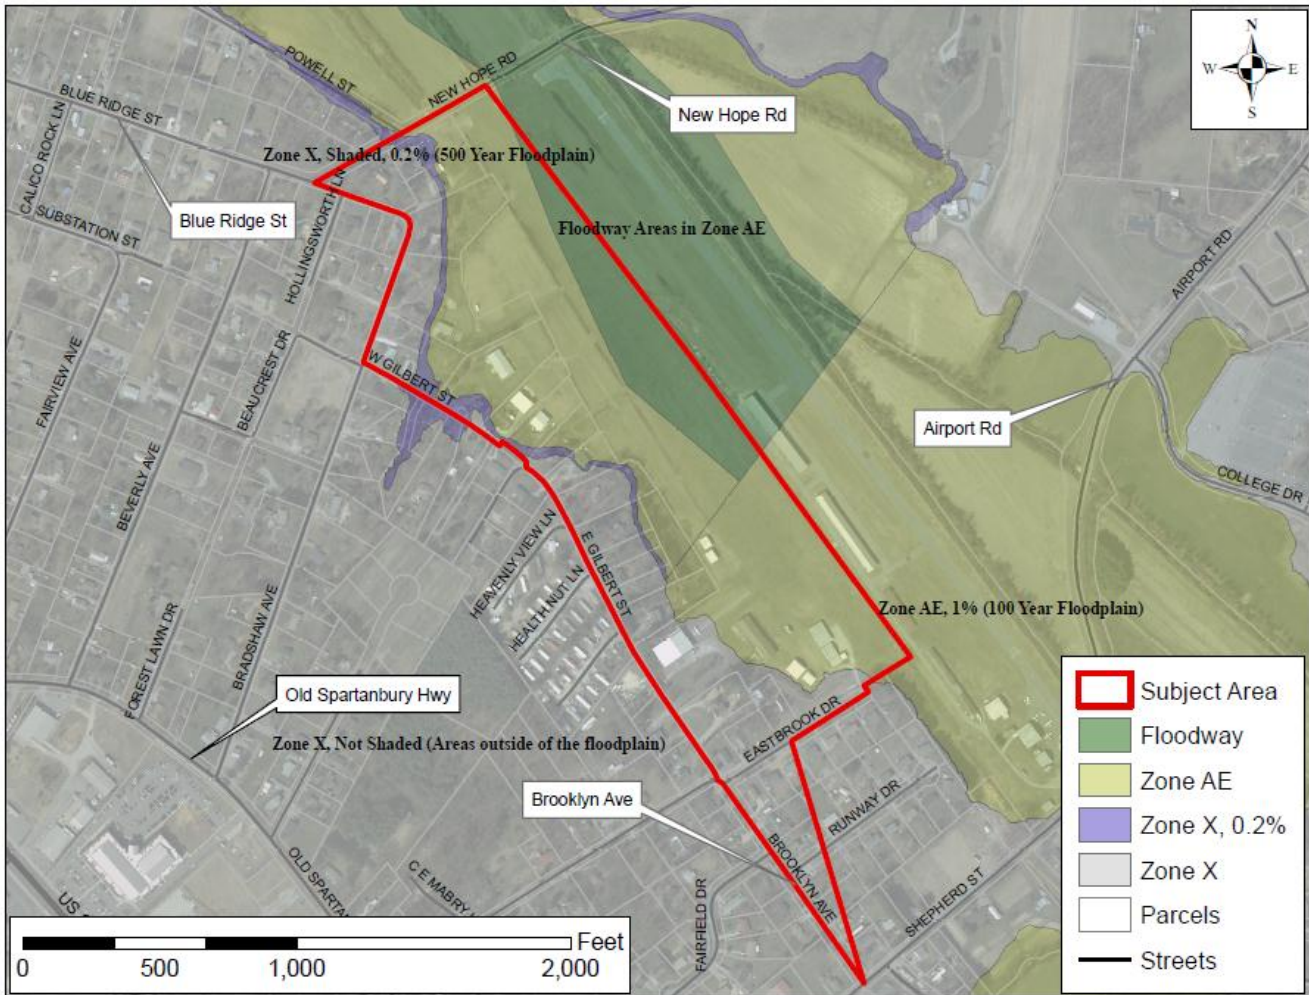 N
W E
S
POWELL ST
NEW HOPE RD
New Hope Rd
BLUE RIDGE ST
CALICO ROCK LN
Zone X, Shaded, 0.2% (500 Year Floodplain)
HOLLINGSWORTH LN
Blue Ridge St
SUBSTATION ST
Floodway Areas in Zone AE
AIRPORT RD
FAIRVIEW AVE
BEAUCREST DR
W GILBERT ST
Airport Rd
BEVERLY AVE
COLLEGE DR
HEAVENLY VIEW LN
E GILBERT ST
HEALTH NUT LN
Zone AE, 1% (100 Year Floodplain)
FOREST LAWN DR
BRADSHAW AVE
Old Spartanbury Hwy
EASTBROOK DR
Zone X, Not Shaded (Areas outside of the floodplain)
Brooklyn Ave
RUNWAY DR
BROOKLYN AVE
OLD SPARTA
C E MABRY
FAIRFIELD DR
SHEPHERD ST
US
Subject Area
Floodway
Zone AE
Zone X, 0.2%
Zone X
Parcels
Streets
Feet
0 500 1,000 2,000